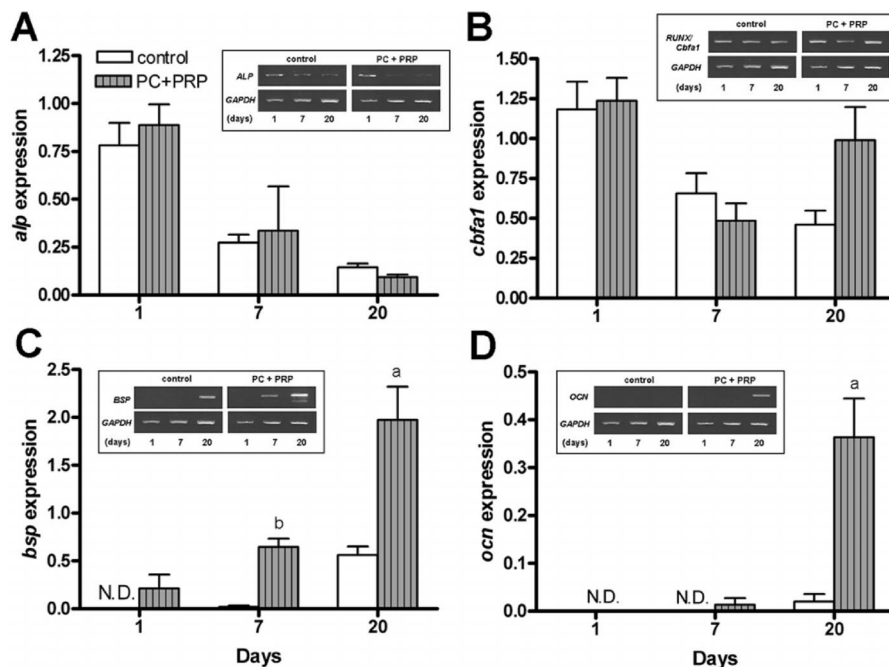 A
control
PC+PRP
control PC + PRP
ALP
GAPDH
1 7 20 1 7 20
(days)
1.00
0.75
0.50
0.25
0.00
alp expression
1 7 20
B
control PC + PRP
RUNX/
Cbfa1
GAPDH
(days) 1 7 20 1 7 20
1.50
1.25
1.00
0.75
0.50
0.25
0.00
cbfa1 expression
1 7 20
C
control PC + PRP
BSP
GAPDH
(days) 1 7 20 1 7 20
2.5
2.0
1.5
1.0
0.5
0.0
bsp expression
N.D.
b
a
1 7 20
Days
D
control PC + PRP
OCN
GAPDH
(days) 1 7 20 1 7 20
0.5
0.4
0.3
0.2
0.1
0.0
ocn expression
N.D. N.D.
a
1 7 20
Days